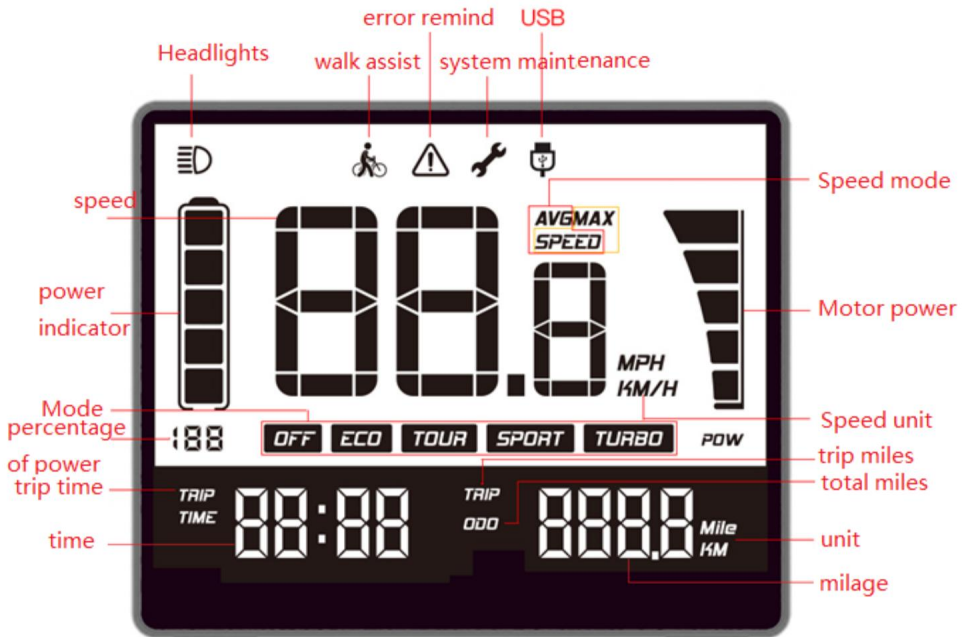 error remind
USB
Headlights
walk assist
system maintenance
Speed mode
speed
AVGMAX
SPEED
88.8
power
indicator
Motor power
MPH
KM/H
Mode
percentage
of power
188
OFF ECO TOUR SPORT TURBO
POW
Speed unit
trip miles
total miles
trip time
TRIP
TIME
88:88
TRIP
ODO
888.8
Mile
KM
time
unit
milage